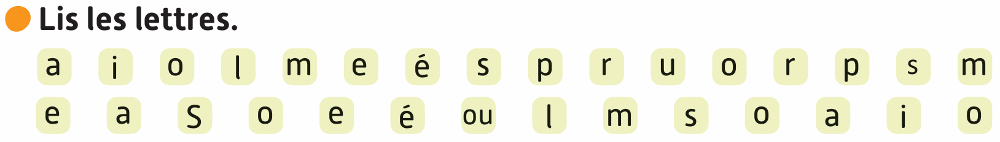 Lis les lettres.
a i o l m e é s p r u o r p s m
e a S o e é ou l m s o a i o